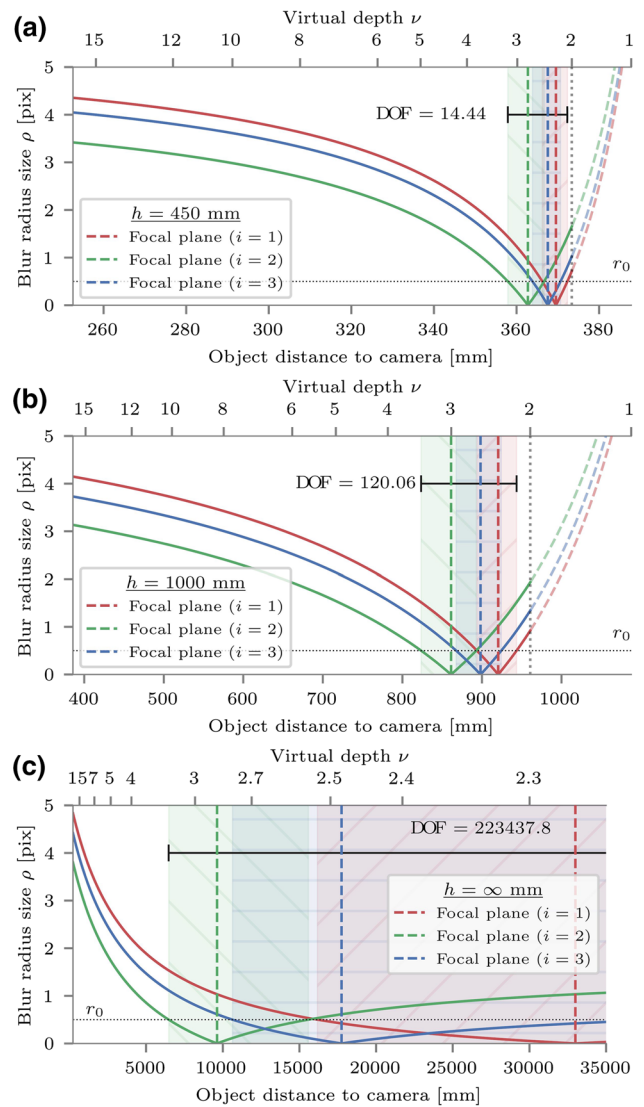 (a)
Virtual depth ν
15 12 10 7 6 4 3 2 1
5
4
3
2
1
0
Blur radius size ρ [pix]
DOF = 14.44
h = 450 mm
Focal plane (i = 1)
Focal plane (i = 2)
Focal plane (i = 3)
r0
260 280 300 320 340 360 380
Object distance to camera [mm]
(b)
Virtual depth ν
15 12 10 8 6 5 4 3 2 1
5
4
3
2
1
0
Blur radius size ρ [pix]
DOF = 120.06
h = 1000 mm
Focal plane (i = 1)
Focal plane (i = 2)
Focal plane (i = 3)
r0
400 500 600 700 800 900 1000
Object distance to camera [mm]
(c)
Virtual depth ν
15 7 5 4 3 2.7 2.5 2.4 2.3
5
4
3
2
1
0
Blur radius size ρ [pix]
DOF = 223437.8
h = ∞ mm
Focal plane (i = 1)
Focal plane (i = 2)
Focal plane (i = 3)
r0
5000 10000 15000 20000 25000 30000 35000
Object distance to camera [mm]